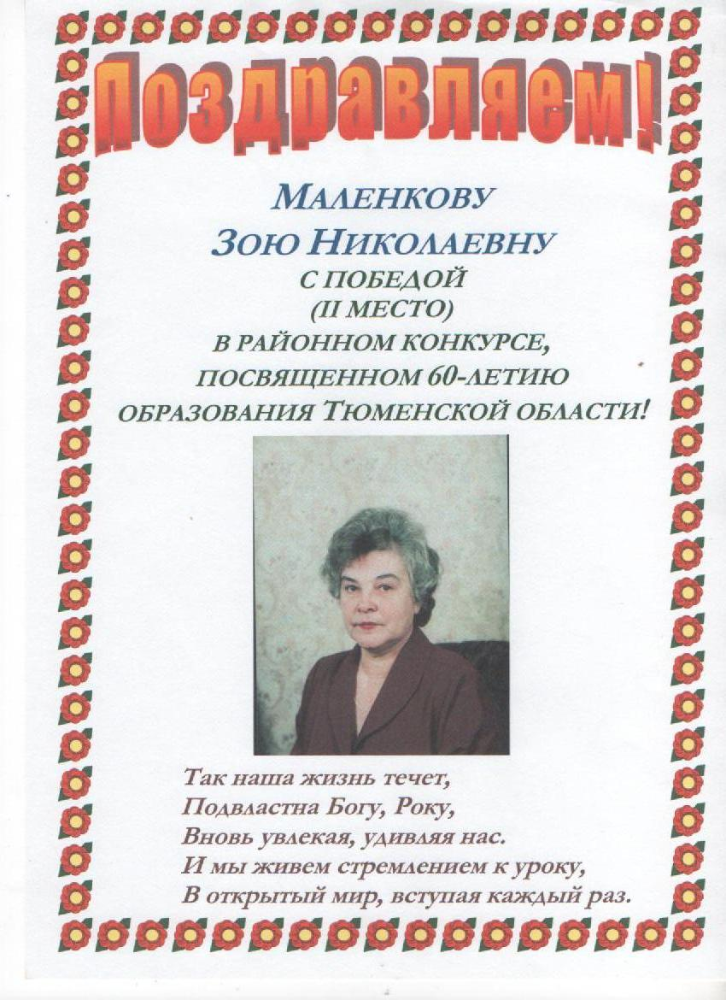 Поздравляем!
Маленкову
Зою Николаевну
с победой
(II место)
в районном конкурсе,
посвященном 60-летию
образования Тюменской области!
Так наша жизнь течет,
Подвластна Богу, Року,
Вновь увлекая, удивляя нас.
И мы живем стремлением к уроку,
В открытый мир, вступая каждый раз.